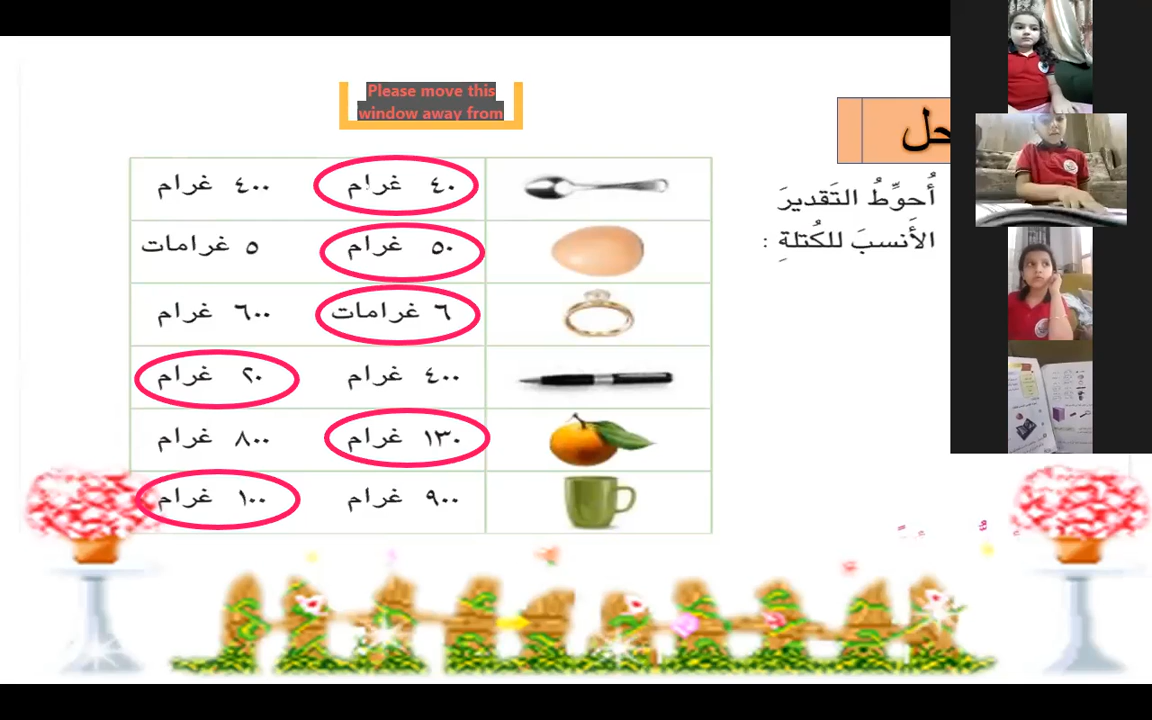 Please move this
window away from
حل
أُحوِّطُ التَقديرَ
الأَنسبَ للكُتلةِ :
٤٠ غرام ٤٠٠ غرام
٥٠ غرام ٥ غرامات
٦ غرامات ٦٠٠ غرام
٤٠٠ غرام ٢٠ غرام
١٣٠ غرام ٨٠٠ غرام
٩٠٠ غرام ١٠٠ غرام